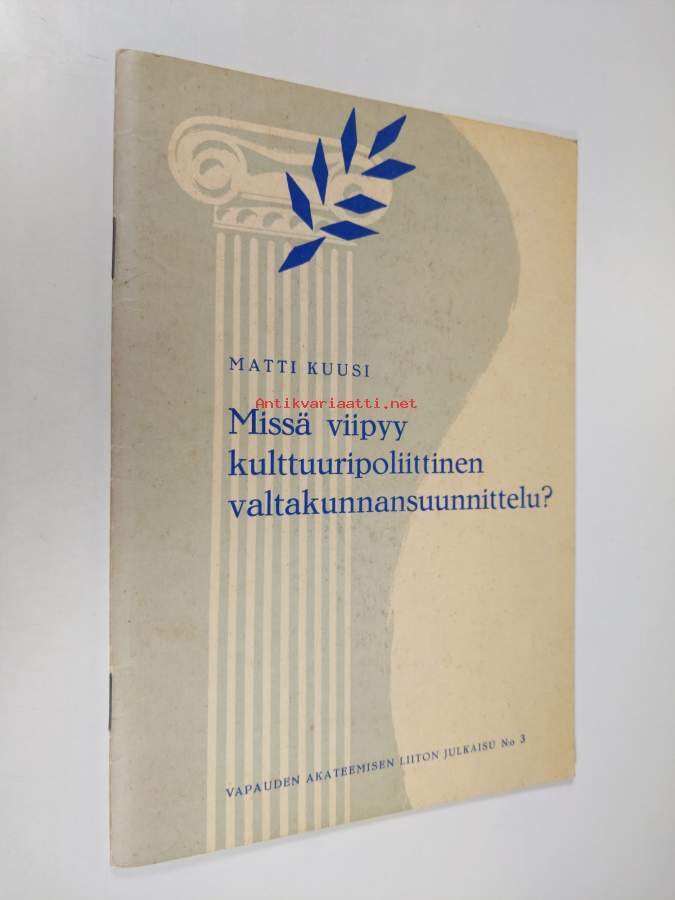 MATTI KUUSI
Antikvariaatti.net
Missä viipyy
kulttuuripoliittinen
valtakunnansuunnittelu?
VAPAUDEN AKATEEMISEN LIITON JULKAISU No 3